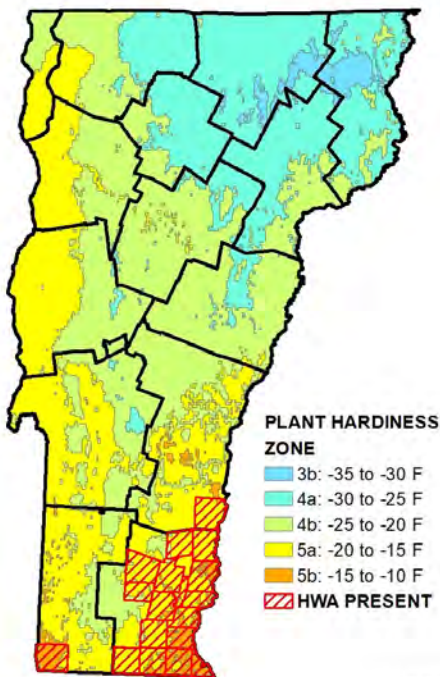 PLANT HARDINESS
ZONE
3b: -35 to -30 F
4a: -30 to -25 F
4b: -25 to -20 F
5a: -20 to -15 F
5b: -15 to -10 F
HWA PRESENT